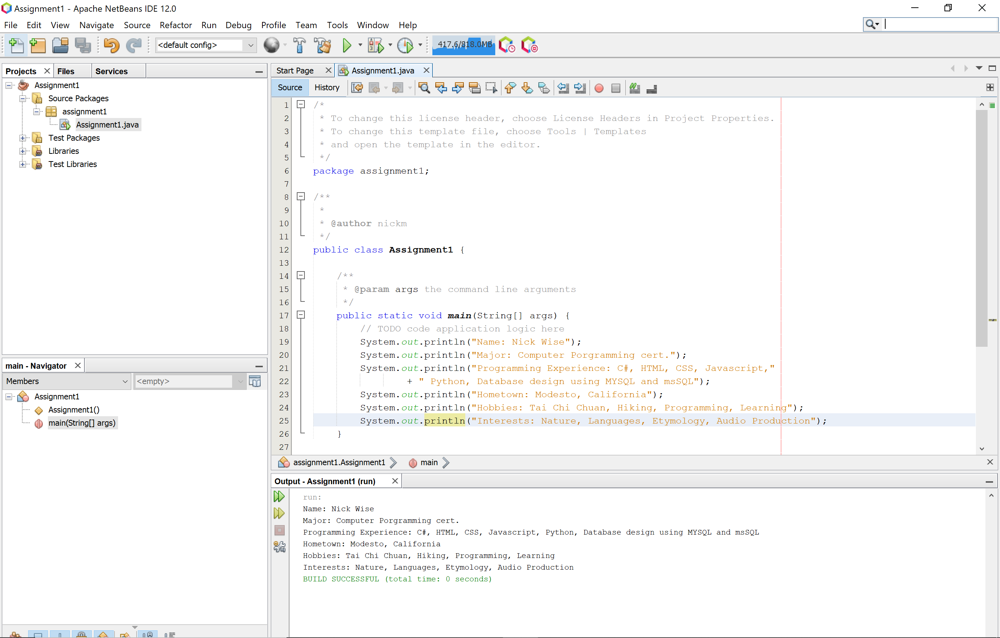 Assignment1 - Apache NetBeans IDE 12.0
File Edit View Navigate Source Refactor Run Debug Profile Team Tools Window Help
<default config>
417.6/818.0MB
Projects Files Services
Assignment1
Source Packages
assignment1
Assignment1.java
Test Packages
Libraries
Test Libraries
main - Navigator
Members <empty>
Assignment1
Assignment1()
main(String[] args)
Start Page Assignment1.java
Source History
1 /*
2 * To change this license header, choose License Headers in Project Properties.
3 * To change this template file, choose Tools | Templates
4 * and open the template in the editor.
5 */
6 package assignment1;
7
8 /**
9 *
10 * @author nickm
11 */
12 public class Assignment1 {
13
14 /**
15 * @param args the command line arguments
16 */
17 public static void main(String[] args) {
18 // TODO code application logic here
19 System.out.println("Name: Nick Wise");
20 System.out.println("Major: Computer Porgramming cert.");
21 System.out.println("Programming Experience: C#, HTML, CSS, Javascript,"
22 + " Python, Database design using MYSQL and msSQL");
23 System.out.println("Hometown: Modesto, California");
24 System.out.println("Hobbies: Tai Chi Chuan, Hiking, Programming, Learning");
25 System.out.println("Interests: Nature, Languages, Etymology, Audio Production");
26 }
27
assignment1.Assignment1 main
Output - Assignment1 (run)
run:
Name: Nick Wise
Major: Computer Porgramming cert.
Programming Experience: C#, HTML, CSS, Javascript, Python, Database design using MYSQL and msSQL
Hometown: Modesto, California
Hobbies: Tai Chi Chuan, Hiking, Programming, Learning
Interests: Nature, Languages, Etymology, Audio Production
BUILD SUCCESSFUL (total time: 0 seconds)